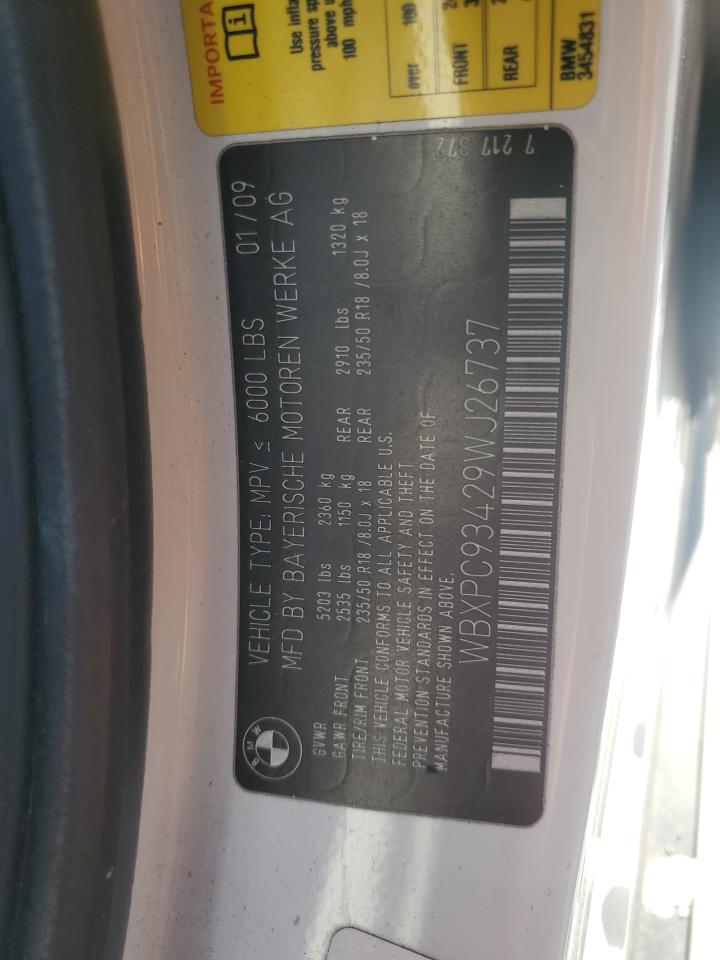 IMPORTA
Use infla
pressure sp
above u
100 mph
over 100
FRONT
REAR
BMW
3454831
7 217 372
BMW
VEHICLE TYPE: MPV ≤ 6000 LBS 01/09
MFD BY BAYERISCHE MOTOREN WERKE AG
GVWR 5203 lbs 2360 kg
GAWR FRONT 2535 lbs 1150 kg REAR 2910 lbs 1320 kg
TIRE/RIM FRONT 235/50 R18 /8.0J x 18 REAR 235/50 R18 /8.0J x 18
THIS VEHICLE CONFORMS TO ALL APPLICABLE U.S.
FEDERAL MOTOR VEHICLE SAFETY AND THEFT
PREVENTION STANDARDS IN EFFECT ON THE DATE OF
MANUFACTURE SHOWN ABOVE.
WBXPC93429WJ26737